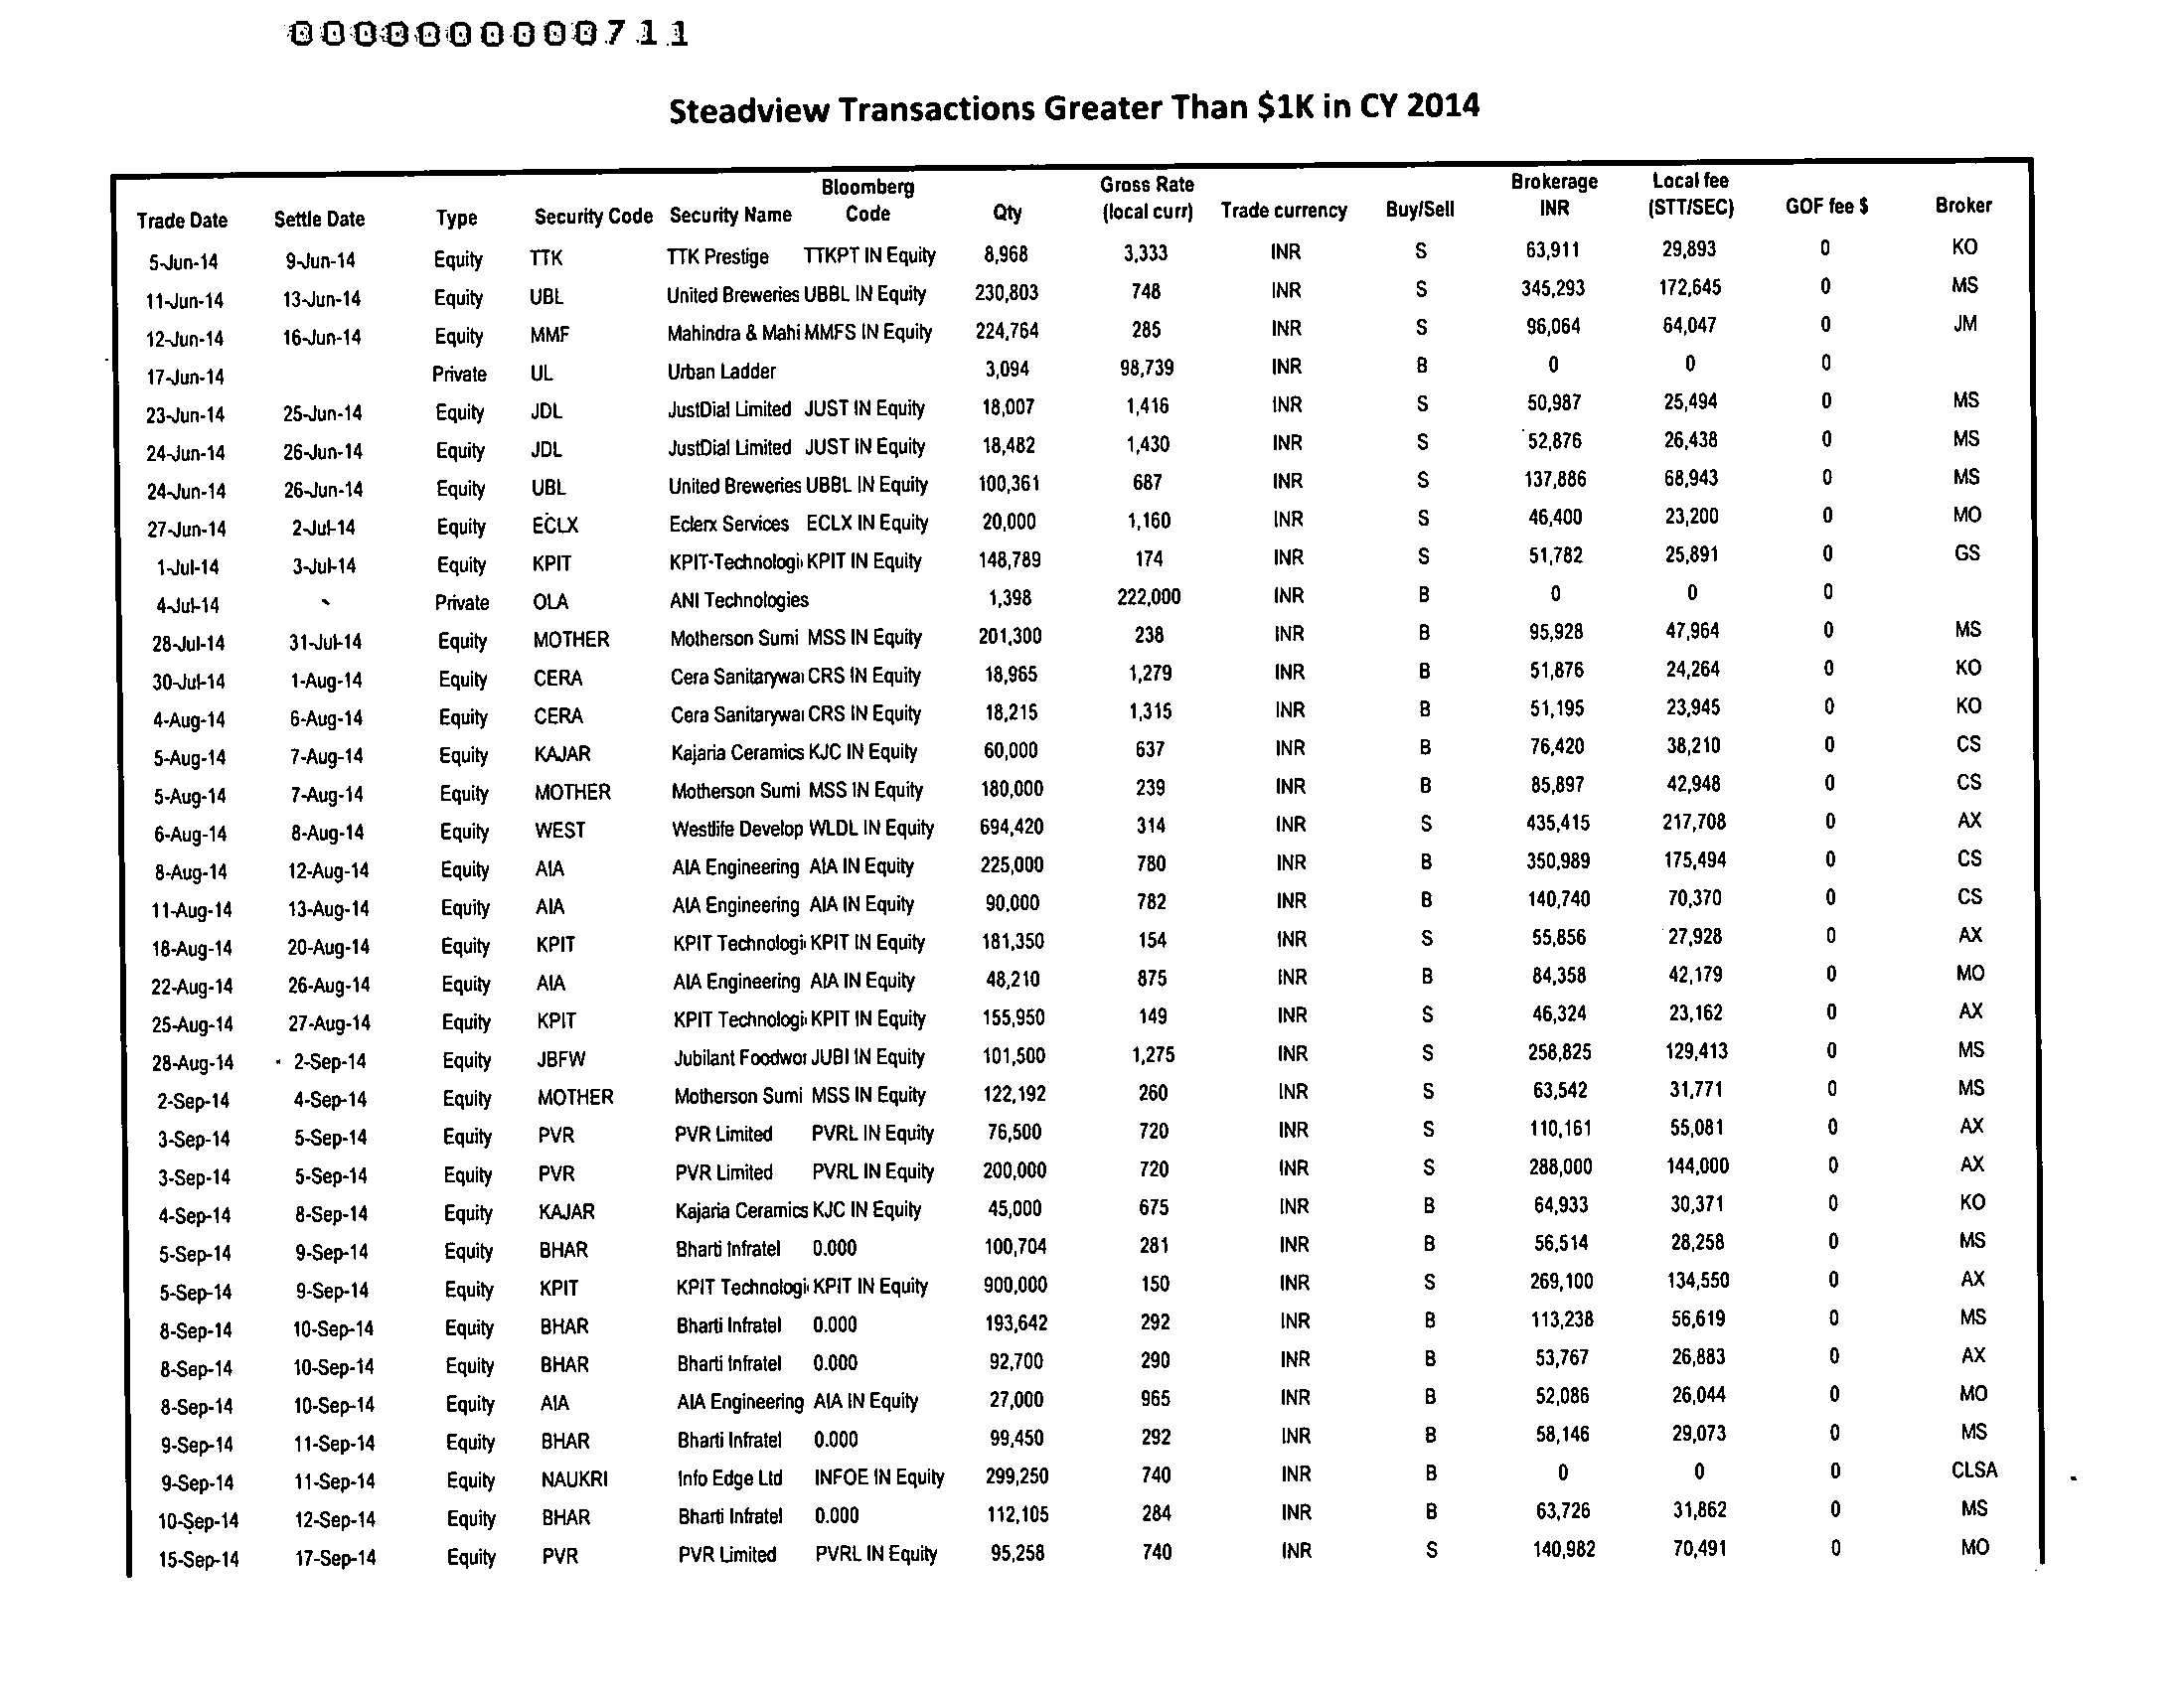 000000000711
Steadview Transactions Greater Than $1K in CY 2014
Trade Date Settle Date Type Security Code Security Name Bloomberg Code Qty Gross Rate (local curr) Trade currency Buy/Sell Brokerage INR Local fee (STT/SEC) GOF fee $ Broker
5-Jun-14 9-Jun-14 Equity TTK TTK Prestige TTKPT IN Equity 8,968 3,333 INR S 63,911 29,893 0 KO
11-Jun-14 13-Jun-14 Equity UBL United Breweries UBBL IN Equity 230,803 748 INR S 345,293 172,645 0 MS
12-Jun-14 16-Jun-14 Equity MMF Mahindra & Mahi MMFS IN Equity 224,764 285 INR S 96,064 64,047 0 JM
17-Jun-14 Private UL Urban Ladder 3,094 98,739 INR B 0 0 0
23-Jun-14 25-Jun-14 Equity JDL JustDial Limited JUST IN Equity 18,007 1,416 INR S 50,987 25,494 0 MS
24-Jun-14 26-Jun-14 Equity JDL JustDial Limited JUST IN Equity 18,482 1,430 INR S 52,876 26,438 0 MS
24-Jun-14 26-Jun-14 Equity UBL United Breweries UBBL IN Equity 100,361 687 INR S 137,886 68,943 0 MS
27-Jun-14 2-Jul-14 Equity ECLX Eclerx Services ECLX IN Equity 20,000 1,160 INR S 46,400 23,200 0 MO
1-Jul-14 3-Jul-14 Equity KPIT KPIT-Technologi KPIT IN Equity 148,789 174 INR S 51,782 25,891 0 GS
4-Jul-14 Private OLA ANI Technologies 1,398 222,000 INR B 0 0 0
28-Jul-14 31-Jul-14 Equity MOTHER Motherson Sumi MSS IN Equity 201,300 238 INR B 95,928 47,964 0 MS
30-Jul-14 1-Aug-14 Equity CERA Cera Sanitarywar CRS IN Equity 18,965 1,279 INR B 51,876 24,264 0 KO
4-Aug-14 6-Aug-14 Equity CERA Cera Sanitarywar CRS IN Equity 18,215 1,315 INR B 51,195 23,945 0 KO
5-Aug-14 7-Aug-14 Equity KAJAR Kajaria Ceramics KJC IN Equity 60,000 637 INR B 76,420 38,210 0 CS
5-Aug-14 7-Aug-14 Equity MOTHER Motherson Sumi MSS IN Equity 180,000 239 INR B 85,897 42,948 0 CS
6-Aug-14 8-Aug-14 Equity WEST Westlife Develop WLDL IN Equity 694,420 314 INR S 435,415 217,708 0 AX
8-Aug-14 12-Aug-14 Equity AIA AIA Engineering AIA IN Equity 225,000 780 INR B 350,989 175,494 0 CS
11-Aug-14 13-Aug-14 Equity AIA AIA Engineering AIA IN Equity 90,000 782 INR B 140,740 70,370 0 CS
18-Aug-14 20-Aug-14 Equity KPIT KPIT Technologi KPIT IN Equity 181,350 154 INR S 55,856 27,928 0 AX
22-Aug-14 26-Aug-14 Equity AIA AIA Engineering AIA IN Equity 48,210 875 INR B 84,358 42,179 0 MO
25-Aug-14 27-Aug-14 Equity KPIT KPIT Technologi KPIT IN Equity 155,950 149 INR S 46,324 23,162 0 AX
28-Aug-14 2-Sep-14 Equity JBFW Jubilant Foodwor JUBI IN Equity 101,500 1,275 INR S 258,825 129,413 0 MS
2-Sep-14 4-Sep-14 Equity MOTHER Motherson Sumi MSS IN Equity 122,192 260 INR S 63,542 31,771 0 MS
3-Sep-14 5-Sep-14 Equity PVR PVR Limited PVRL IN Equity 76,500 720 INR S 110,161 55,081 0 AX
3-Sep-14 5-Sep-14 Equity PVR PVR Limited PVRL IN Equity 200,000 720 INR S 288,000 144,000 0 AX
4-Sep-14 8-Sep-14 Equity KAJAR Kajaria Ceramics KJC IN Equity 45,000 675 INR B 64,933 30,371 0 KO
5-Sep-14 9-Sep-14 Equity BHAR Bharti Infratel 0.000 100,704 281 INR B 56,514 28,258 0 MS
5-Sep-14 9-Sep-14 Equity KPIT KPIT Technologi KPIT IN Equity 900,000 150 INR S 269,100 134,550 0 AX
8-Sep-14 10-Sep-14 Equity BHAR Bharti Infratel 0.000 193,642 292 INR B 113,238 56,619 0 MS
8-Sep-14 10-Sep-14 Equity BHAR Bharti Infratel 0.000 92,700 290 INR B 53,767 26,883 0 AX
8-Sep-14 10-Sep-14 Equity AIA AIA Engineering AIA IN Equity 27,000 965 INR B 52,086 26,044 0 MO
9-Sep-14 11-Sep-14 Equity BHAR Bharti Infratel 0.000 99,450 292 INR B 58,146 29,073 0 MS
9-Sep-14 11-Sep-14 Equity NAUKRI Info Edge Ltd INFOE IN Equity 299,250 740 INR B 0 0 0 CLSA
10-Sep-14 12-Sep-14 Equity BHAR Bharti Infratel 0.000 112,105 284 INR B 63,726 31,862 0 MS
15-Sep-14 17-Sep-14 Equity PVR PVR Limited PVRL IN Equity 95,258 740 INR S 140,982 70,491 0 MO